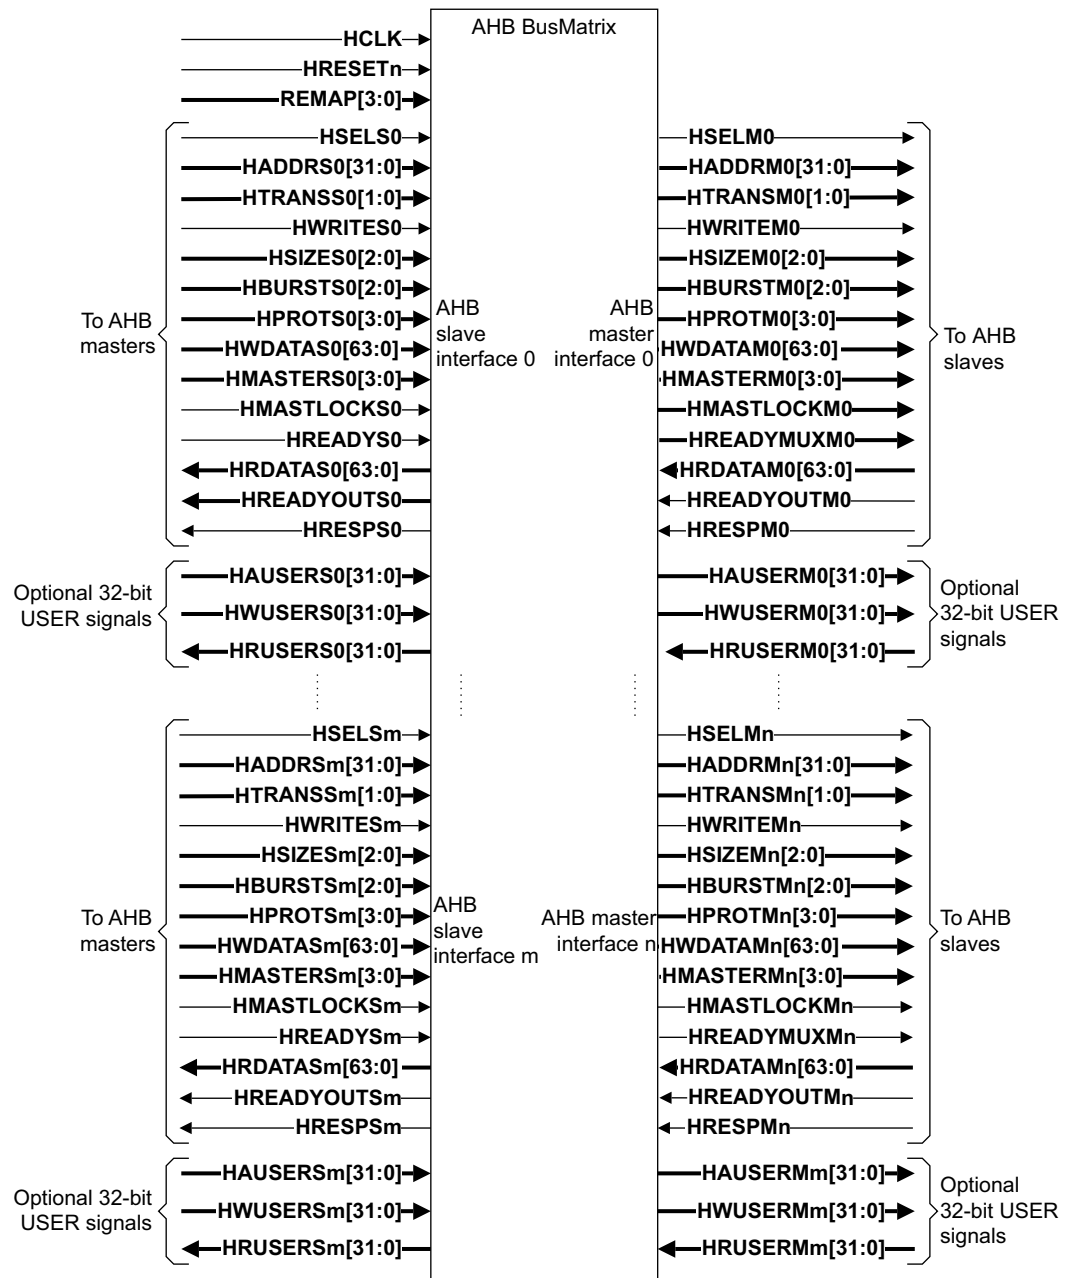 AHB BusMatrix
HCLK
HRESETn
REMAP[3:0]
HSELS0
HADDRS0[31:0]
HTRANSS0[1:0]
HWRITES0
HSIZES0[2:0]
HBURSTS0[2:0]
HPROTS0[3:0]
HWDATAS0[63:0]
HMASTERS0[3:0]
HMASTLOCKS0
HREADYS0
HRDATAS0[63:0]
HREADYOUTS0
HRESPS0
To AHB
masters
AHB
slave
interface 0
AHB
master
interface 0
HSELM0
HADDRM0[31:0]
HTRANSM0[1:0]
HWRITEM0
HSIZEM0[2:0]
HBURSTM0[2:0]
HPROTM0[3:0]
HWDATAM0[63:0]
HMASTERM0[3:0]
HMASTLOCKM0
HREADYMUXM0
HRDATAM0[63:0]
HREADYOUTM0
HRESPM0
To AHB
slaves
Optional 32-bit
USER signals
HAUSERS0[31:0]
HWUSERS0[31:0]
HRUSERS0[31:0]
HAUSERM0[31:0]
HWUSERM0[31:0]
HRUSERM0[31:0]
Optional
32-bit USER
signals
HSELSm
HADDRSm[31:0]
HTRANSSm[1:0]
HWRITESm
HSIZESm[2:0]
HBURSTSm[2:0]
HPROTSm[3:0]
HWDATASm[63:0]
HMASTERSm[3:0]
HMASTLOCKSm
HREADYSm
HRDATASm[63:0]
HREADYOUTSm
HRESPSm
To AHB
masters
AHB
slave
interface m
AHB master
interface n
HSELMn
HADDRMn[31:0]
HTRANSMn[1:0]
HWRITEMn
HSIZEMn[2:0]
HBURSTMn[2:0]
HPROTMn[3:0]
HWDATAMn[63:0]
HMASTERMn[3:0]
HMASTLOCKMn
HREADYMUXMn
HRDATAMn[63:0]
HREADYOUTMn
HRESPMn
To AHB
slaves
Optional 32-bit
USER signals
HAUSERSm[31:0]
HWUSERSm[31:0]
HRUSERSm[31:0]
HAUSERMm[31:0]
HWUSERMm[31:0]
HRUSERMm[31:0]
Optional
32-bit USER
signals